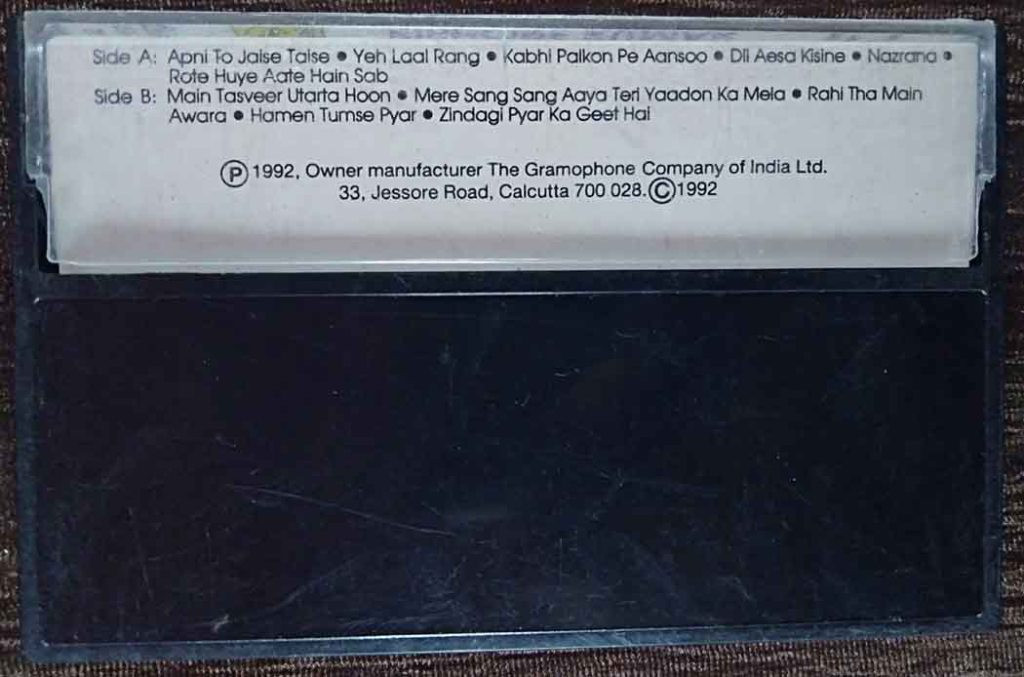 Side A: Apni To Jaise Taise ● Yeh Laal Rang ● Kabhi Palkon Pe Aansoo ● Dil Aesa Kisine ● Nazrana ●
Rote Huye Aate Hain Sab
Side B: Main Tasveer Utarta Hoon ● Mere Sang Sang Aaya Teri Yaadon Ka Mela ● Rahi Tha Main
Awara ● Hamen Tumse Pyar ● Zindagi Pyar Ka Geet Hai
Ⓟ 1992, Owner manufacturer The Gramophone Company of India Ltd.
33, Jessore Road, Calcutta 700 028. Ⓒ 1992